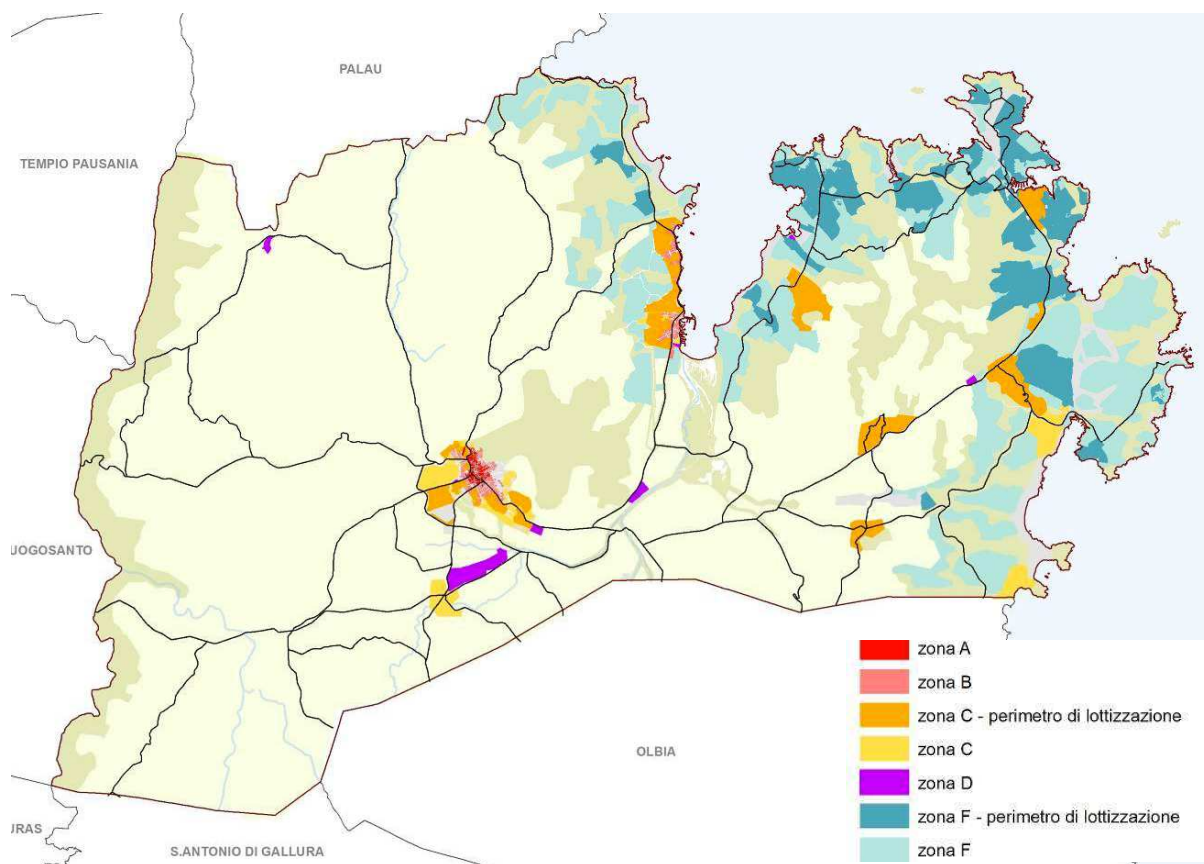 PALAU
TEMPIO PAUSANIA
UOGOSANTO
zona A
zona B
zona C - perimetro di lottizzazione
zona C
OLBIA
zona D
zona F - perimetro di lottizzazione
URAS
S.ANTONIO DI GALLURA
zona F